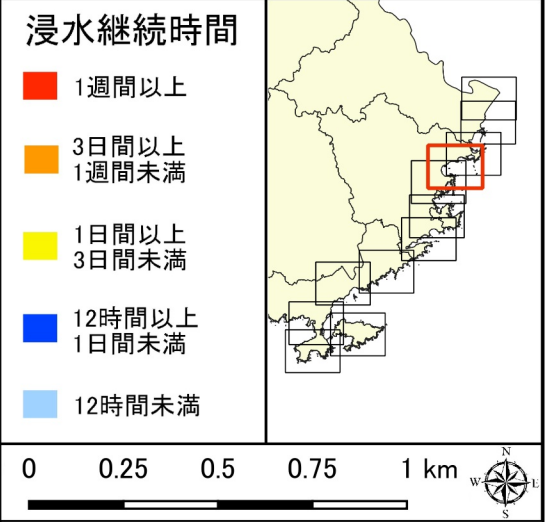 浸水継続時間
1週間以上
3日間以上
1週間未満
1日間以上
3日間未満
12時間以上
1日間未満
12時間未満
0 0.25 0.5 0.75 1 km
N
W E
S